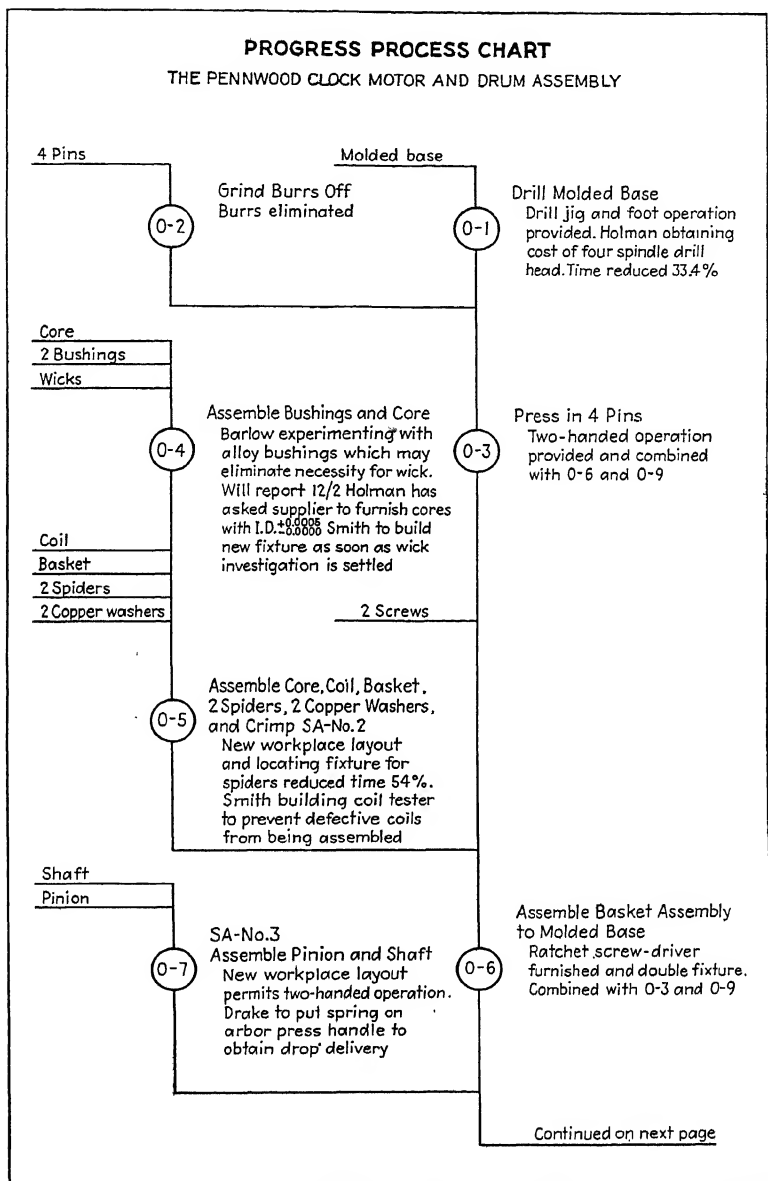 PROGRESS PROCESS CHART
THE PENNWOOD CLOCK MOTOR AND DRUM ASSEMBLY
4 Pins
Molded base
O-2
Grind Burrs Off
Burrs eliminated
O-1
Drill Molded Base
Drill jig and foot operation
provided. Holman obtaining
cost of four spindle drill
head. Time reduced 33.4%
Core
2 Bushings
Wicks
O-4
Assemble Bushings and Core
Barlow experimenting with
alloy bushings which may
eliminate necessity for wick.
Will report 12/2 Holman has
asked supplier to furnish cores
with I.D. +0.0005 -0.0000 Smith to build
new fixture as soon as wick
investigation is settled
O-3
Press in 4 Pins
Two-handed operation
provided and combined
with O-6 and O-9
Coil
Basket
2 Spiders
2 Copper washers
2 Screws
O-5
Assemble Core, Coil, Basket,
2 Spiders, 2 Copper Washers,
and Crimp SA-No.2
New workplace layout
and locating fixture for
spiders reduced time 54%.
Smith building coil tester
to prevent defective coils
from being assembled
Shaft
Pinion
O-7
SA-No.3
Assemble Pinion and Shaft
New workplace layout
permits two-handed operation.
Drake to put spring on
arbor press handle to
obtain drop delivery
O-6
Assemble Basket Assembly
to Molded Base
Ratchet screw-driver
furnished and double fixture.
Combined with O-3 and O-9
Continued on next page